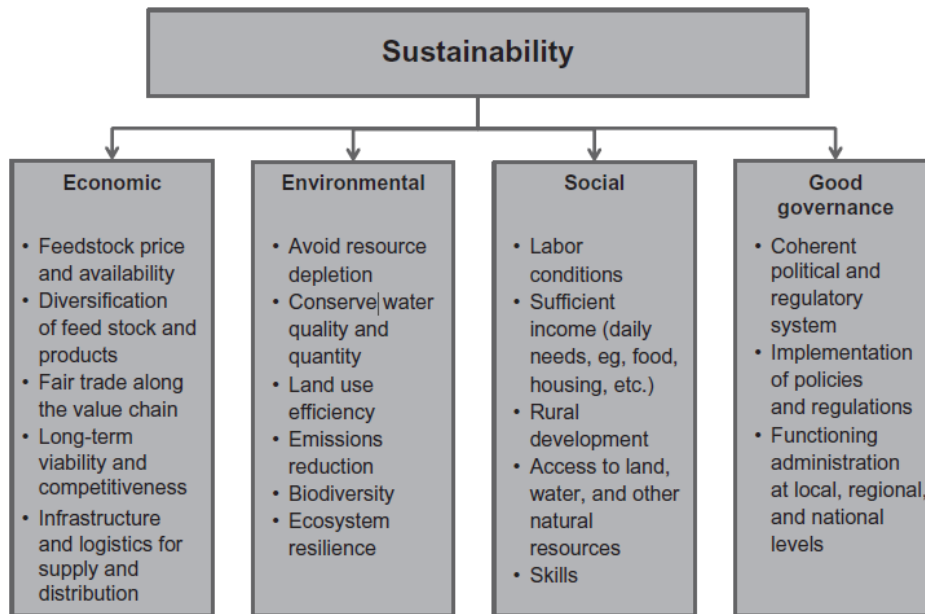 Sustainability
Economic
• Feedstock price
and availability
• Diversification
of feed stock and
products
• Fair trade along
the value chain
• Long-term
viability and
competitiveness
• Infrastructure
and logistics for
supply and
distribution
Environmental
• Avoid resource
depletion
• Conserve water
quality and
quantity
• Land use
efficiency
• Emissions
reduction
• Biodiversity
• Ecosystem
resilience
Social
• Labor
conditions
• Sufficient
income (daily
needs, eg, food,
housing, etc.)
• Rural
development
• Access to land,
water, and other
natural
resources
• Skills
Good
governance
• Coherent
political and
regulatory
system
• Implementation
of policies
and regulations
• Functioning
administration
at local, regional,
and national
levels